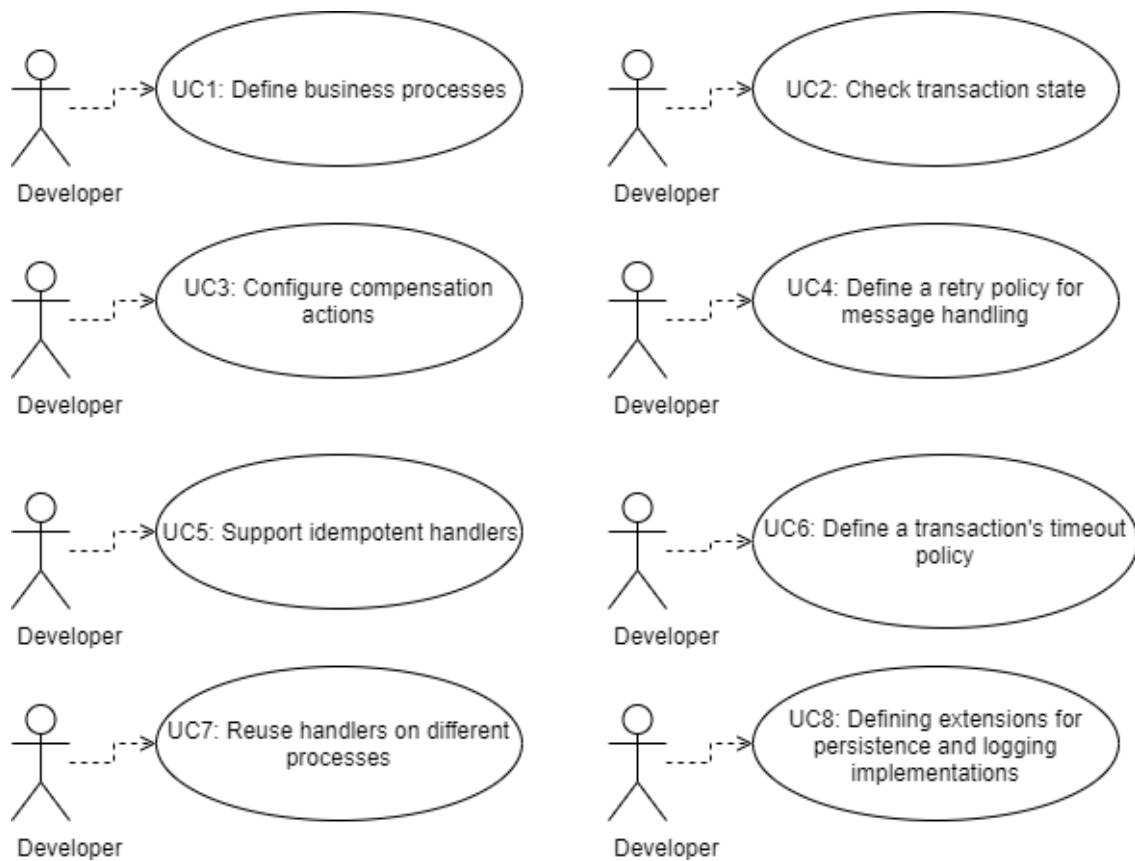 UC1: Define business processes
Developer
UC2: Check transaction state
Developer
UC3: Configure compensation
actions
Developer
UC4: Define a retry policy for
message handling
Developer
UC5: Support idempotent handlers
Developer
UC6: Define a transaction's timeout
policy
Developer
UC7: Reuse handlers on different
processes
Developer
UC8: Defining extensions for
persistence and logging
implementations
Developer